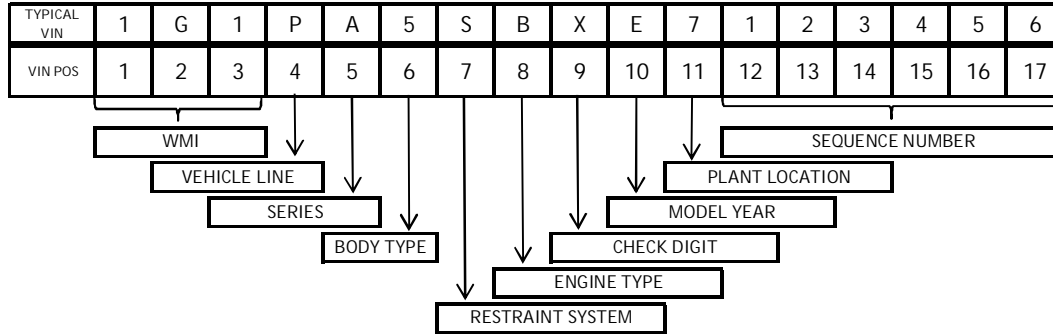 TYPICAL VIN 1 G 1 P A 5 S B X E 7 1 2 3 4 5 6
VIN POS 1 2 3 4 5 6 7 8 9 10 11 12 13 14 15 16 17
WMI SEQUENCE NUMBER
VEHICLE LINE PLANT LOCATION
SERIES MODEL YEAR
BODY TYPE CHECK DIGIT
ENGINE TYPE
RESTRAINT SYSTEM